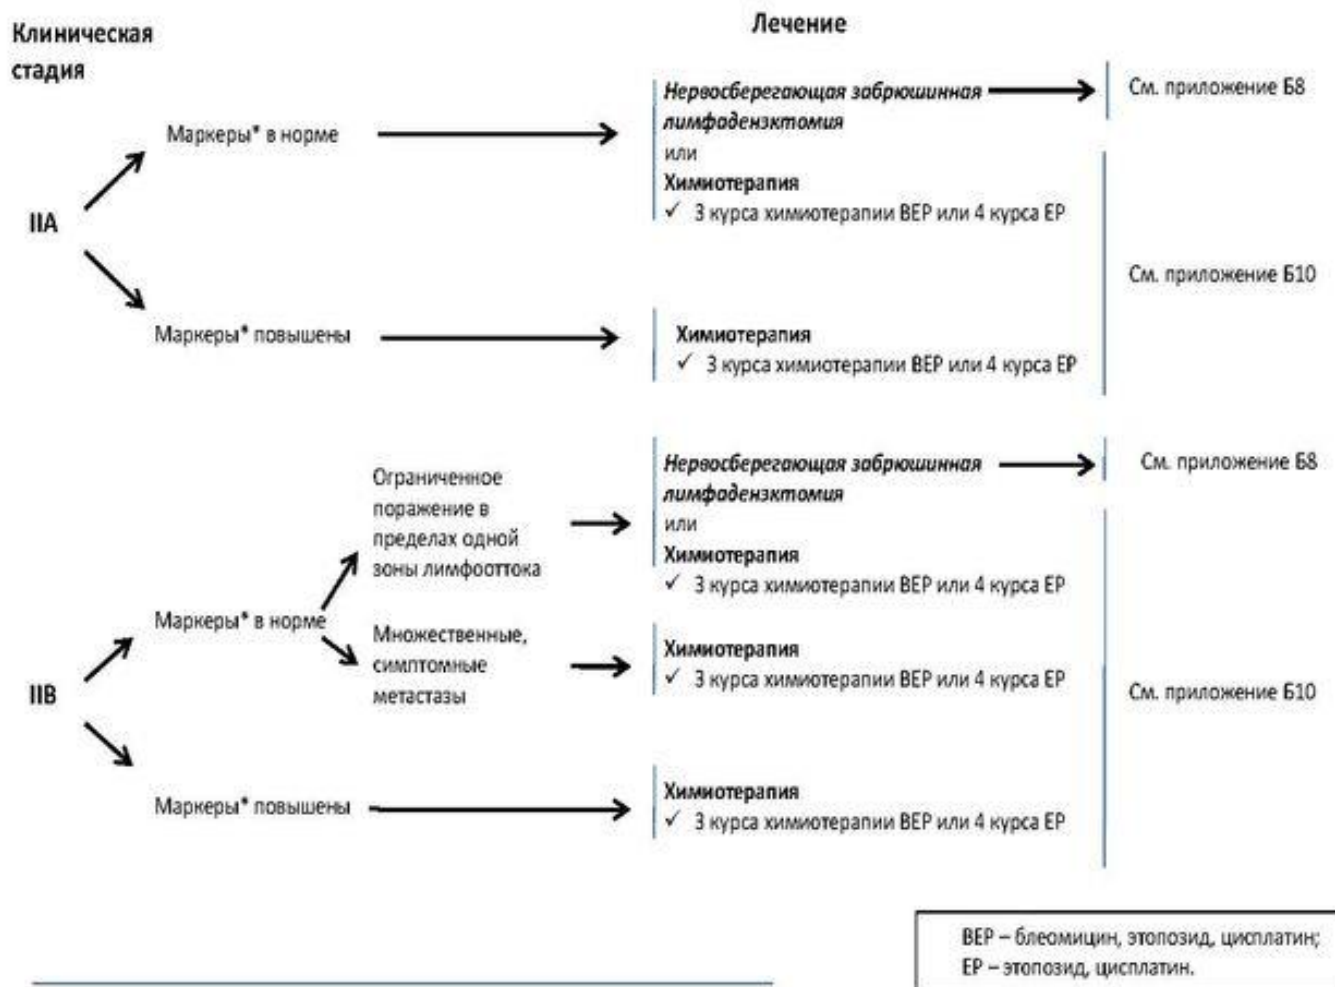 Клиническая
стадия
Лечение
IIA
Маркеры* в норме
Нервосберегающая забрюшинная
лимфаденэктомия
или
Химиотерапия
✓ 3 курса химиотерапии BEP или 4 курса EP
См. приложение Б8
Маркеры* повышены
Химиотерапия
✓ 3 курса химиотерапии BEP или 4 курса EP
См. приложение Б10
IIB
Маркеры* в норме
Ограниченное
поражение в
пределах одной
зоны лимфооттока
Нервосберегающая забрюшинная
лимфаденэктомия
или
Химиотерапия
✓ 3 курса химиотерапии BEP или 4 курса EP
См. приложение Б8
Множественные,
симптомные
метастазы
Химиотерапия
✓ 3 курса химиотерапии BEP или 4 курса EP
См. приложение Б10
Маркеры* повышены
Химиотерапия
✓ 3 курса химиотерапии BEP или 4 курса EP
BEP – блеомицин, этопозид, цисплатин;
EP – этопозид, цисплатин.